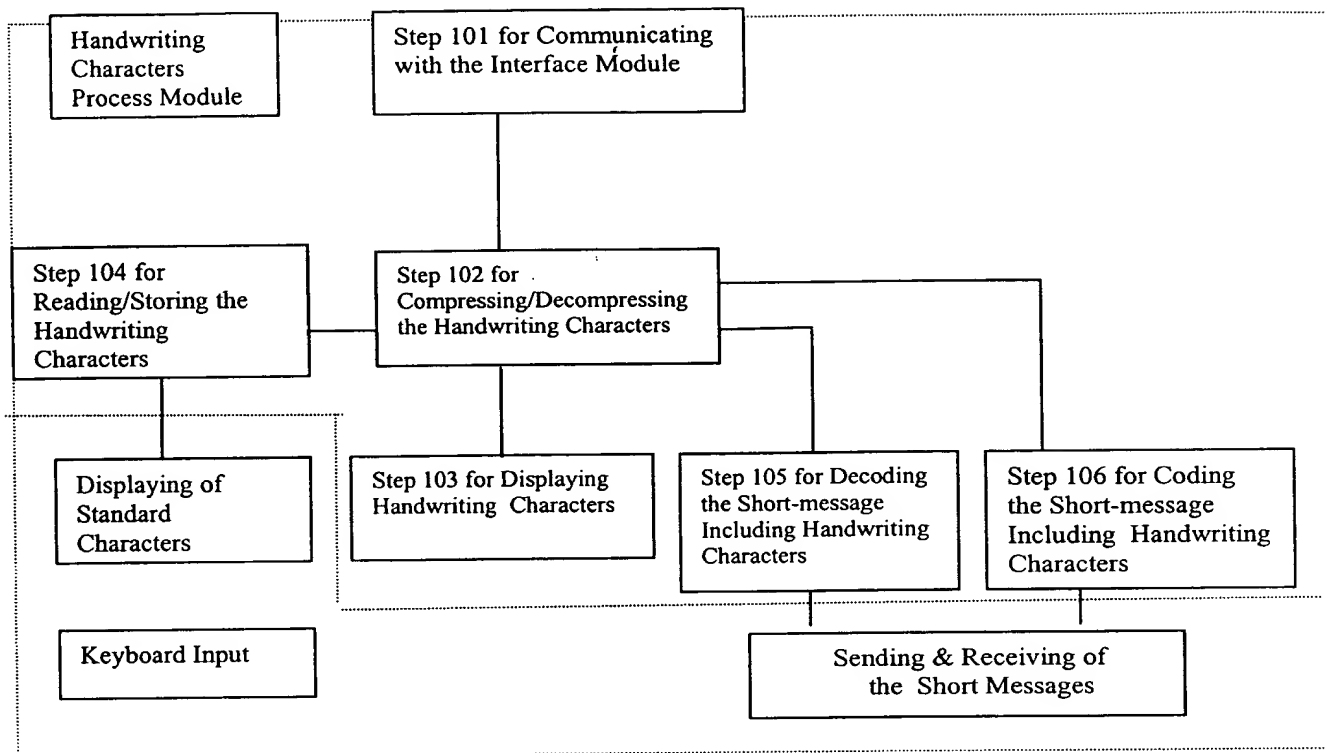 Handwriting
Characters
Process Module
Step 101 for Communicating
with the Interface Module
Step 104 for
Reading/Storing the
Handwriting
Characters
Step 102 for
Compressing/Decompressing
the Handwriting Characters
Displaying of
Standard
Characters
Step 103 for Displaying
Handwriting Characters
Step 105 for Decoding
the Short-message
Including Handwriting
Characters
Step 106 for Coding
the Short-message
Including Handwriting
Characters
Keyboard Input
Sending & Receiving of
the Short Messages